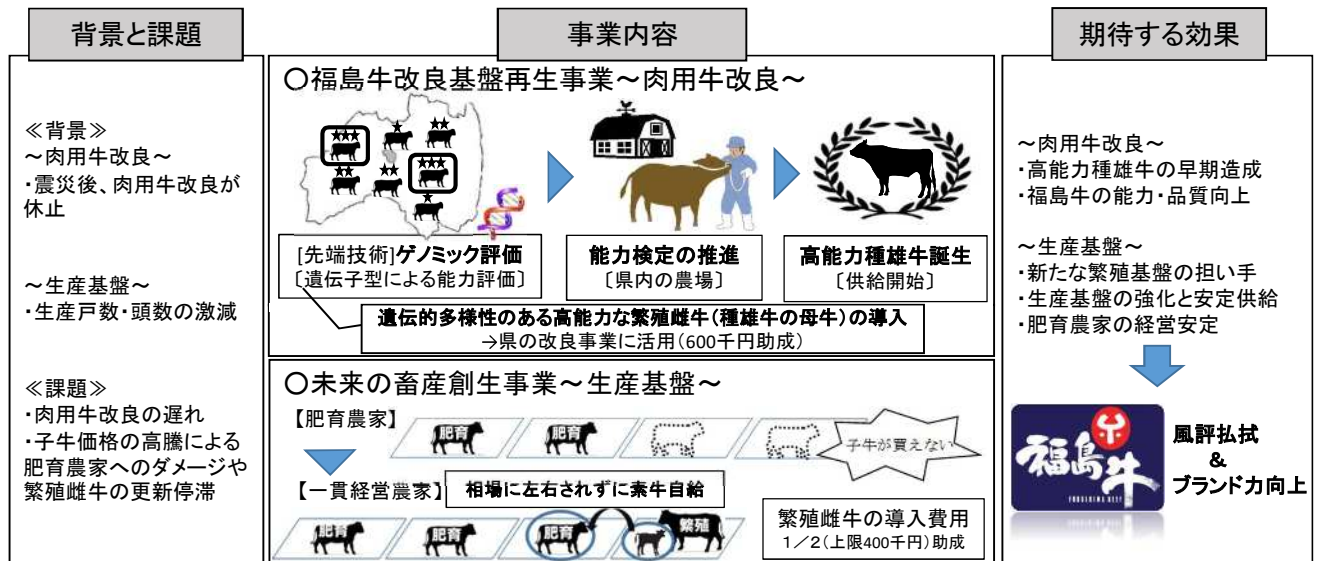 背景と課題
≪背景≫
～肉用牛改良～
・震災後、肉用牛改良が
休止
～生産基盤～
・生産戸数・頭数の激減
≪課題≫
・肉用牛改良の遅れ
・子牛価格の高騰による
肥育農家へのダメージや
繁殖雌牛の更新停滞
事業内容
○福島牛改良基盤再生事業～肉用牛改良～
★★★
★
★★
★★
★★
★★★
★
[先端技術]ゲノミック評価
〔遺伝子型による能力評価〕
能力検定の推進
〔県内の農場〕
高能力種雄牛誕生
〔供給開始〕
遺伝的多様性のある高能力な繁殖雌牛(種雄牛の母牛)の導入
→県の改良事業に活用(600千円助成)
○未来の畜産創生事業～生産基盤～
【肥育農家】
肥育
肥育
子牛が買えない
【一貫経営農家】
相場に左右されずに素牛自給
肥育
肥育
肥育
繁殖
繁殖雌牛の導入費用
1／2(上限400千円)助成
期待する効果
～肉用牛改良～
・高能力種雄牛の早期造成
・福島牛の能力・品質向上
～生産基盤～
・新たな繁殖基盤の担い手
・生産基盤の強化と安定供給
・肥育農家の経営安定
福島牛
FUKUSHIMA BEEF
風評払拭
＆
ブランド力向上